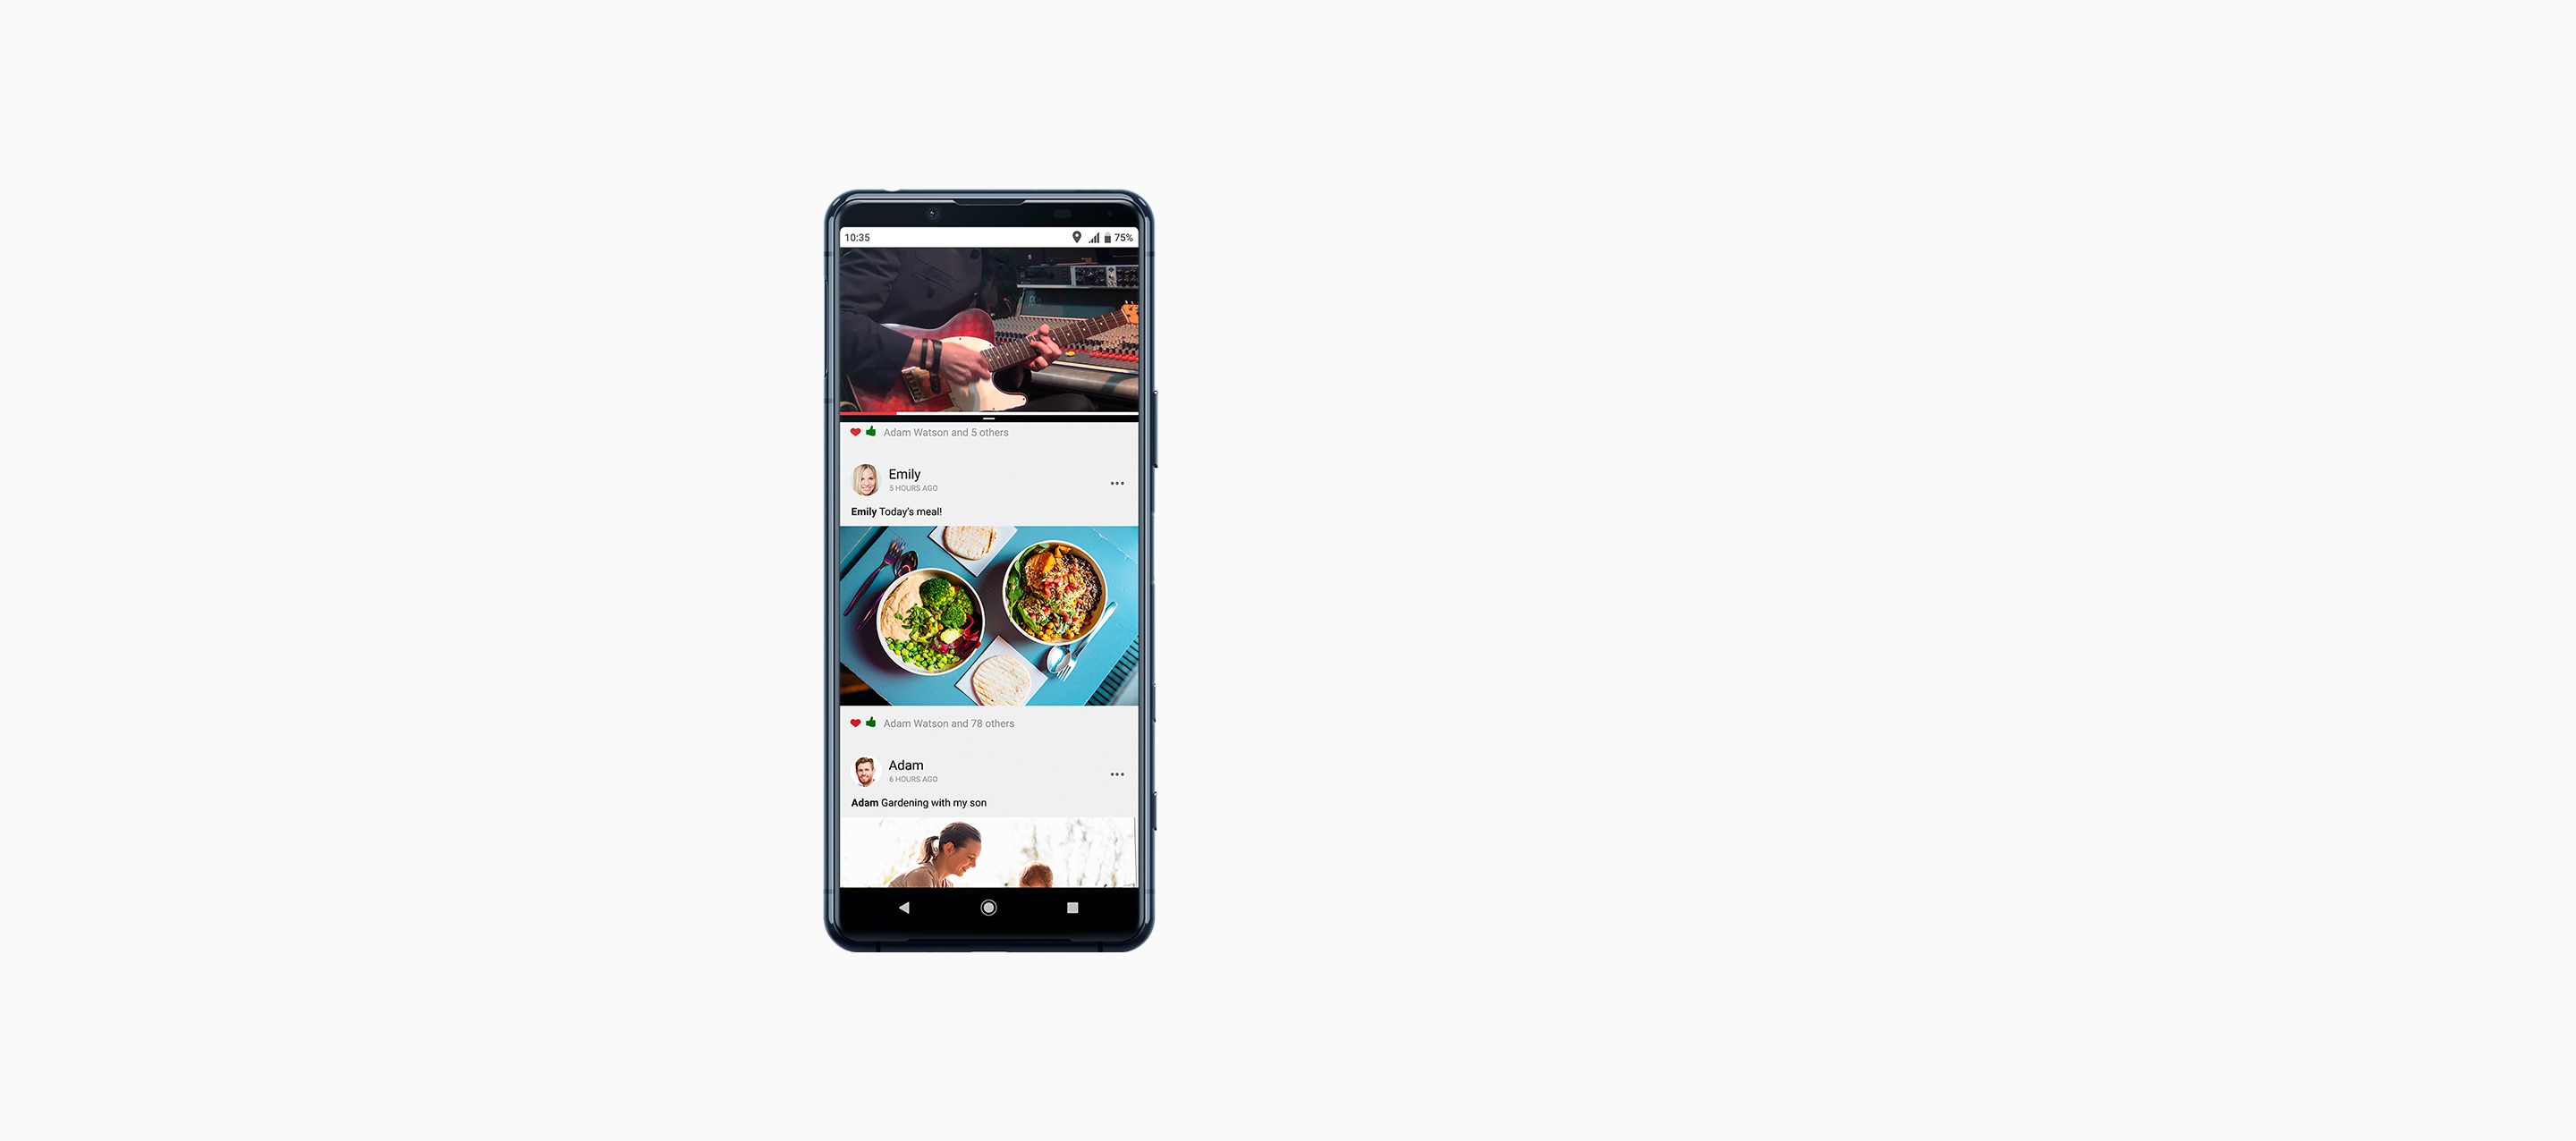 10:35
75%
Adam Watson and 5 others
Emily
5 HOURS AGO
Emily Today's meal!
Adam Watson and 78 others
Adam
6 HOURS AGO
Adam Gardening with my son